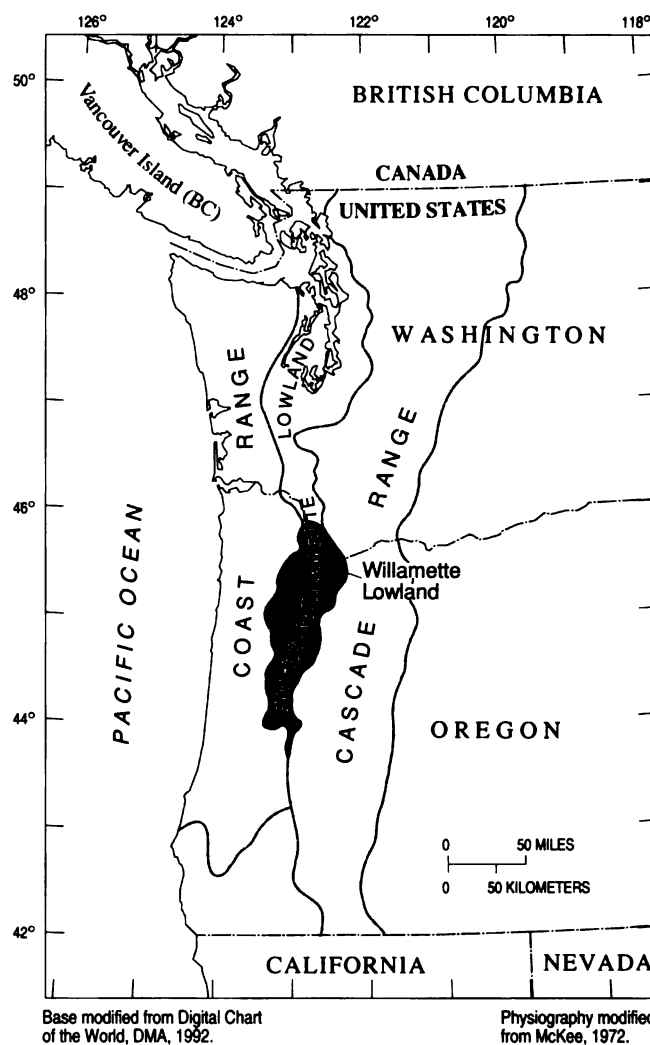 126° 124° 122° 120° 118°
50°
BRITISH COLUMBIA
Vancouver Island (BC)
CANADA
UNITED STATES
48°
WASHINGTON
RANGE
LOWLAND
RANGE
46°
TE
Willamette
Lowland
PACIFIC OCEAN
COAST
CASCADE
44°
OREGON
0 50 MILES
0 50 KILOMETERS
42°
CALIFORNIA
NEVADA
Base modified from Digital Chart
of the World, DMA, 1992.
Physiography modified
from McKee, 1972.